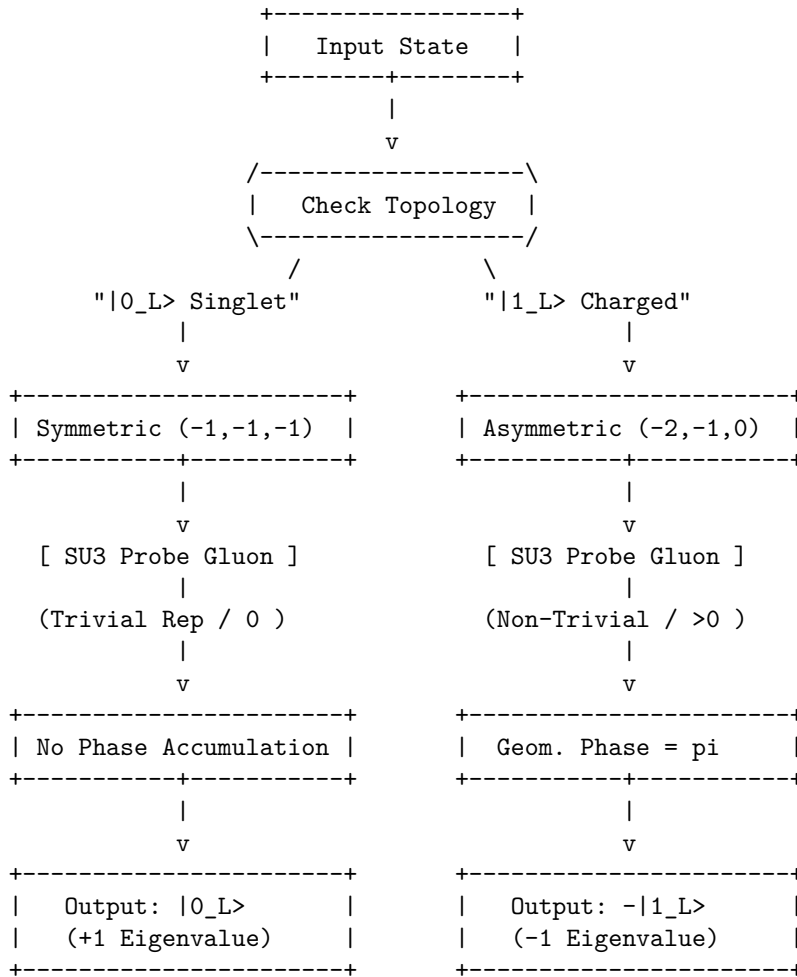 Input State
Check Topology
"|0_L> Singlet" "|1_L> Charged"
Symmetric (-1,-1,-1) Asymmetric (-2,-1,0)
[ SU3 Probe Gluon ] [ SU3 Probe Gluon ]
(Trivial Rep / 0 ) (Non-Trivial / >0 )
No Phase Accumulation Geom. Phase = pi
Output: |0_L> Output: -|1_L>
(+1 Eigenvalue) (-1 Eigenvalue)